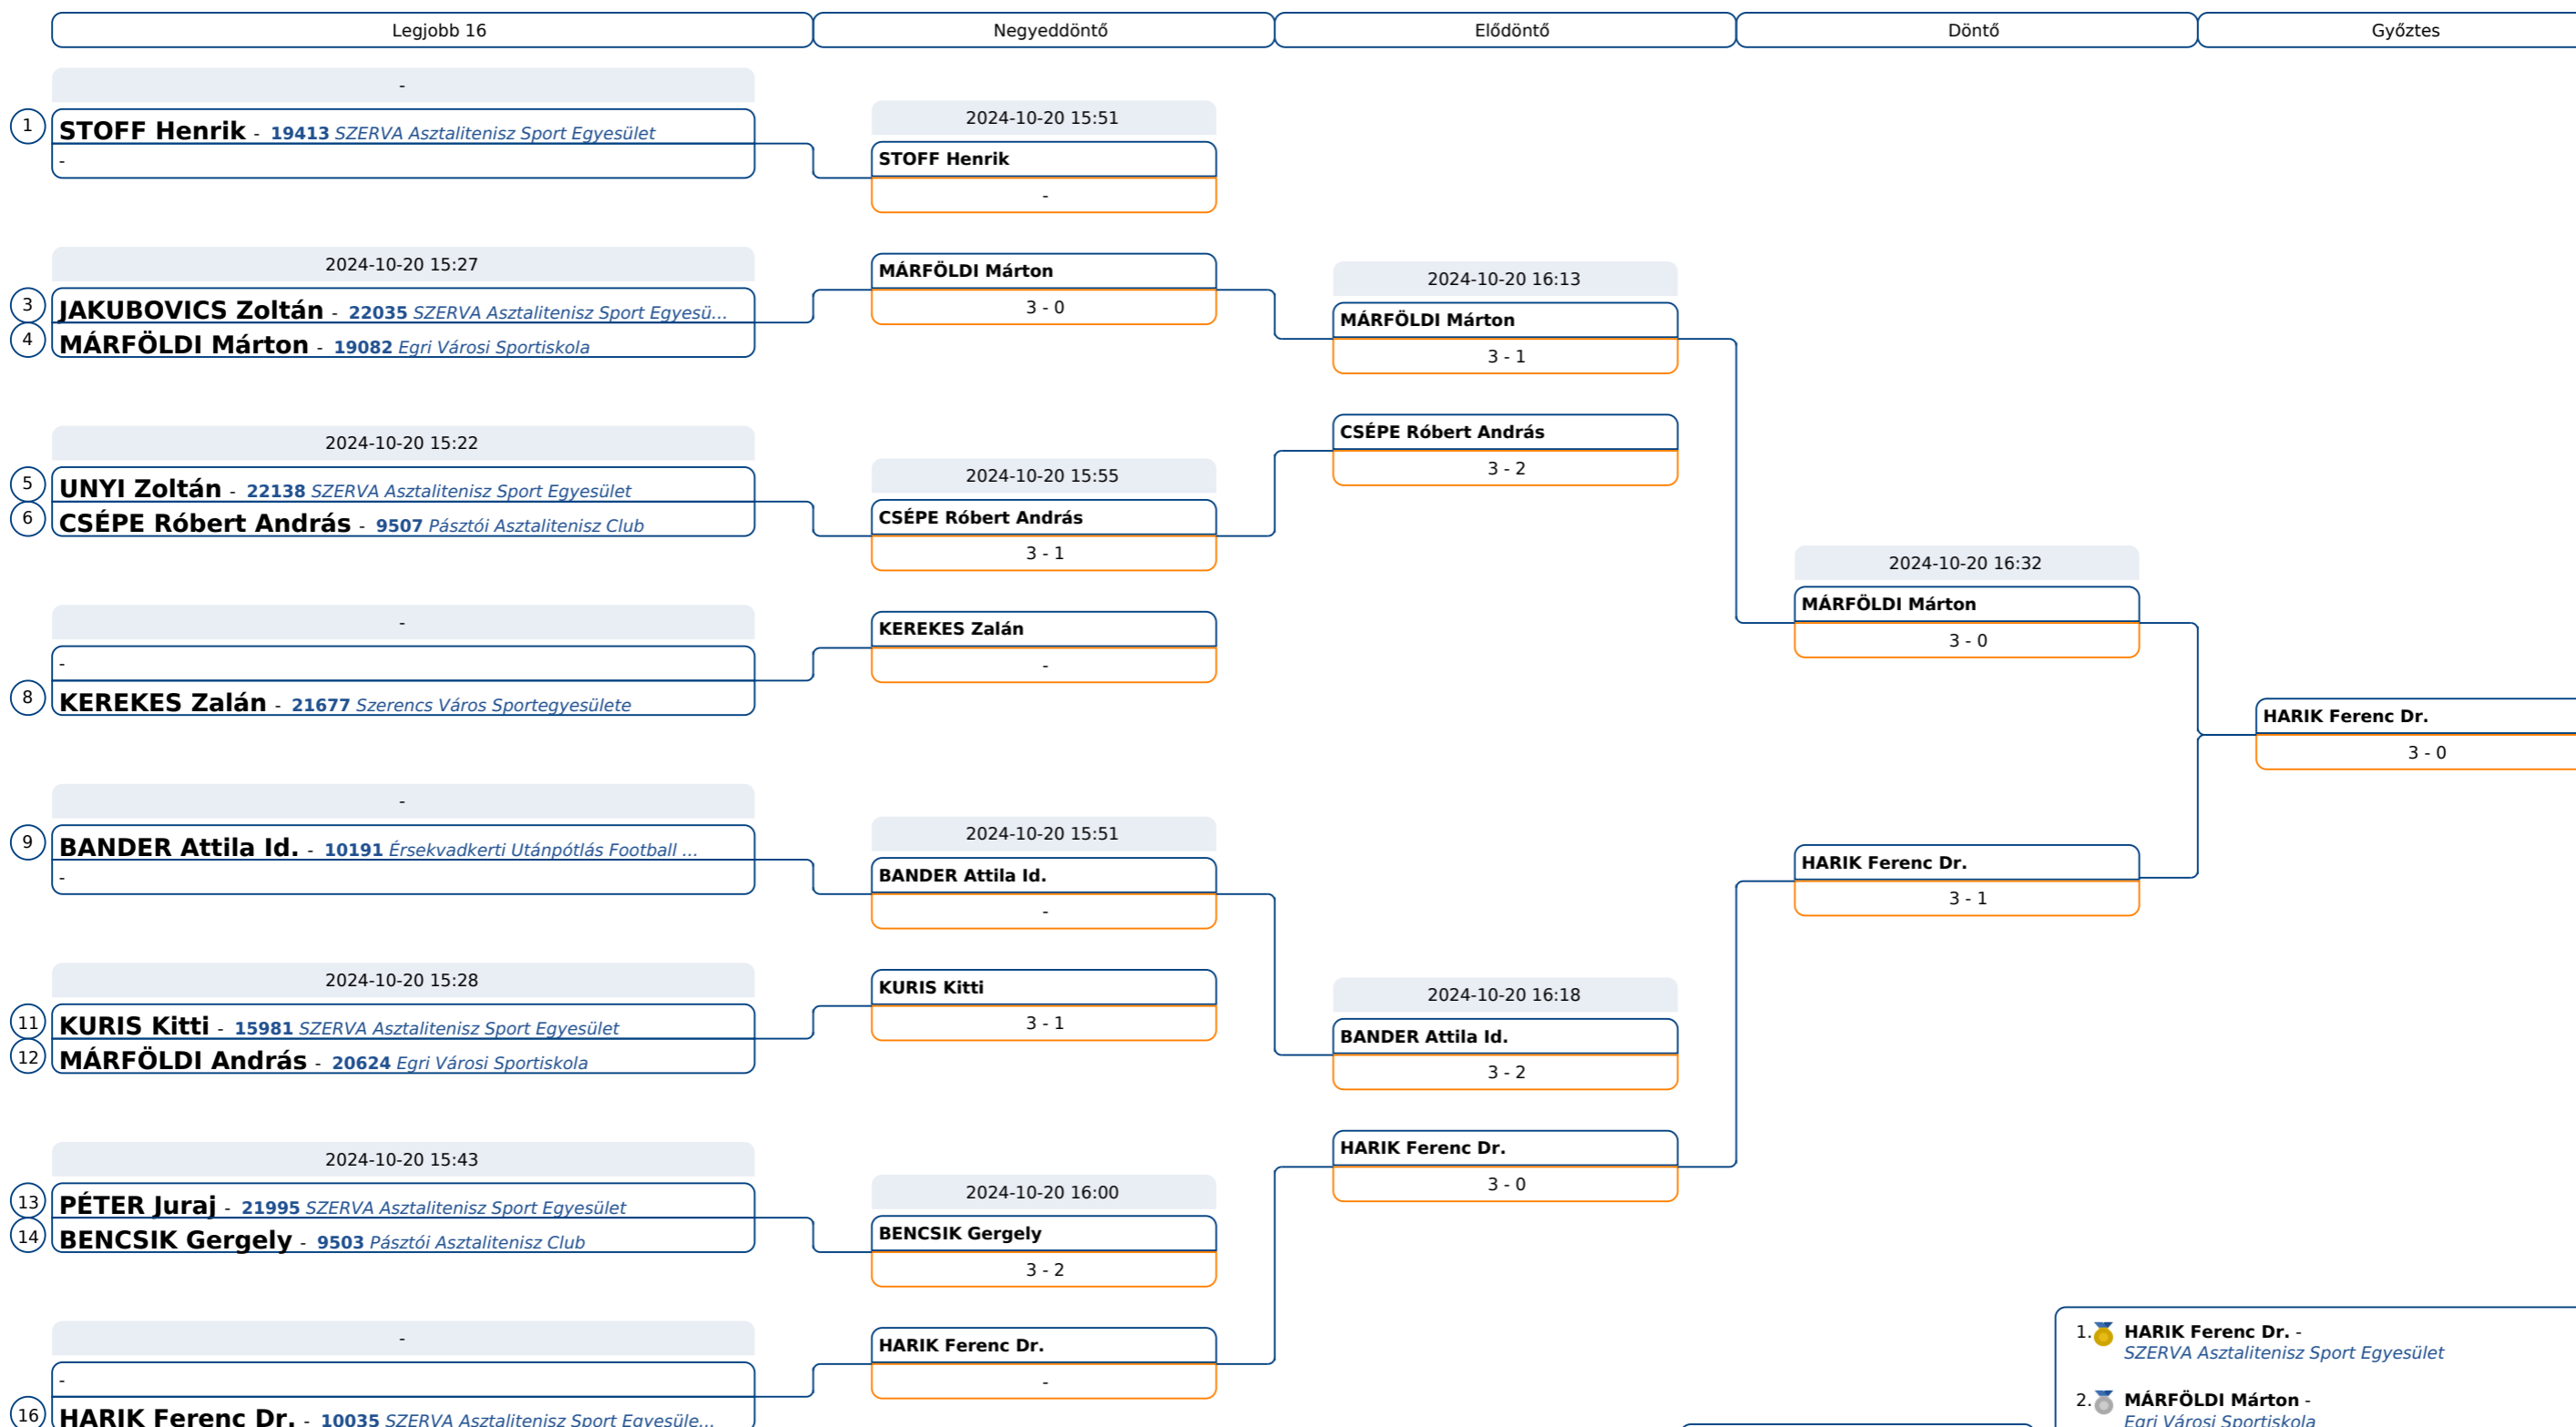 Legjobb 16
Negyeddöntő
Elődöntő
Döntő
Győztes
-
1 STOFF Henrik - 19413 SZERVA Asztalitenisz Sport Egyesület
-
2024-10-20 15:27
3 JAKUBOVICS Zoltán - 22035 SZERVA Asztalitenisz Sport Egyesü...
4 MÁRFÖLDI Márton - 19082 Egri Városi Sportiskola
2024-10-20 15:22
5 UNYI Zoltán - 22138 SZERVA Asztalitenisz Sport Egyesület
6 CSÉPE Róbert András - 9507 Pásztói Asztalitenisz Club
-
-
8 KEREKES Zalán - 21677 Szerencs Város Sportegyesülete
-
9 BANDER Attila Id. - 10191 Érsekvadkerti Utánpótlás Football ...
-
2024-10-20 15:28
11 KURIS Kitti - 15981 SZERVA Asztalitenisz Sport Egyesület
12 MÁRFÖLDI András - 20624 Egri Városi Sportiskola
2024-10-20 15:43
13 PÉTER Juraj - 21995 SZERVA Asztalitenisz Sport Egyesület
14 BENCSIK Gergely - 9503 Pásztói Asztalitenisz Club
-
-
16 HARIK Ferenc Dr. - 10035 SZERVA Asztalitenisz Sport Egyesüle...
2024-10-20 15:51
STOFF Henrik
-
MÁRFÖLDI Márton
3 - 0
2024-10-20 15:55
CSÉPE Róbert András
3 - 1
KEREKES Zalán
-
2024-10-20 15:51
BANDER Attila Id.
-
KURIS Kitti
3 - 1
2024-10-20 16:00
BENCSIK Gergely
3 - 2
HARIK Ferenc Dr.
-
2024-10-20 16:13
MÁRFÖLDI Márton
3 - 1
CSÉPE Róbert András
3 - 2
2024-10-20 16:18
BANDER Attila Id.
3 - 2
HARIK Ferenc Dr.
3 - 0
2024-10-20 16:32
MÁRFÖLDI Márton
3 - 0
HARIK Ferenc Dr.
3 - 1
HARIK Ferenc Dr.
3 - 0
1. HARIK Ferenc Dr. -
SZERVA Asztalitenisz Sport Egyesület
2. MÁRFÖLDI Márton -
Egri Városi Sportiskola